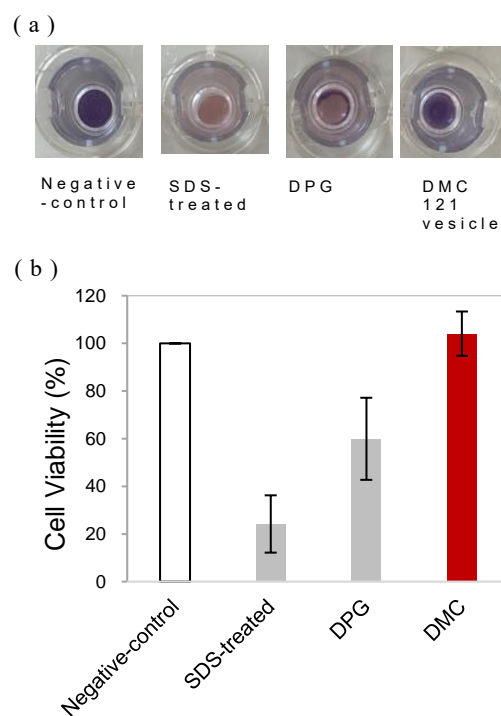 ( a )
Negative
-control
SDS-
treated
DPG
DMC
121
vesicle
( b )
Cell Viability (%)
120
100
80
60
40
20
0
Negative-control
SDS-treated
DPG
DMC